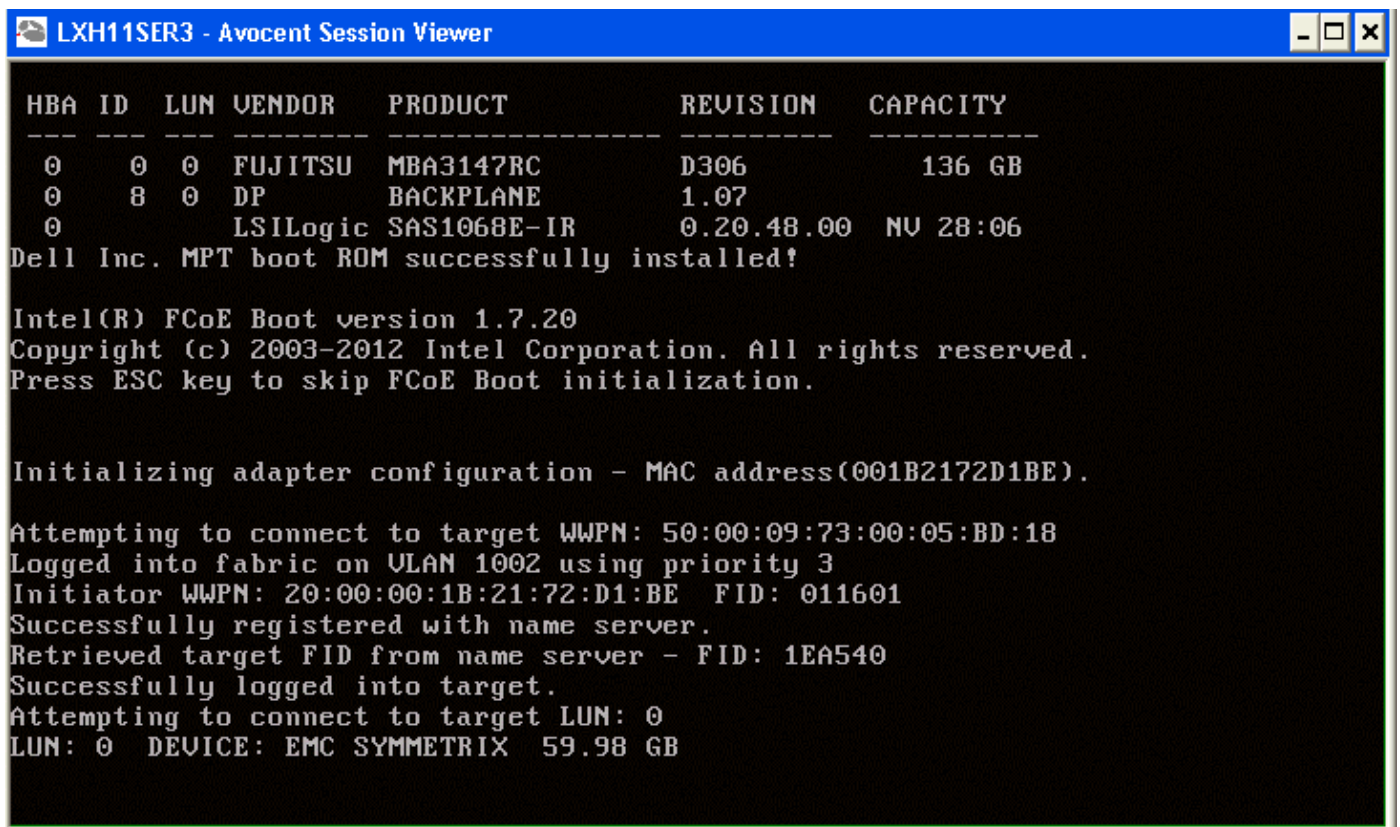 LXH11SER3 - Avocent Session Viewer
HBA ID LUN VENDOR PRODUCT REVISION CAPACITY
--- --- --- -------- ---------------- --------- ----------
0 0 0 FUJITSU MBA3147RC D306 136 GB
0 8 0 DP BACKPLANE 1.07
0 LSILogic SAS1068E-IR 0.20.48.00 NV 28:06
Dell Inc. MPT boot ROM successfully installed!
Intel(R) FCoE Boot version 1.7.20
Copyright (c) 2003-2012 Intel Corporation. All rights reserved.
Press ESC key to skip FCoE Boot initialization.
Initializing adapter configuration - MAC address(001B2172D1BE).
Attempting to connect to target WWPN: 50:00:09:73:00:05:BD:18
Logged into fabric on VLAN 1002 using priority 3
Initiator WWPN: 20:00:00:1B:21:72:D1:BE FID: 011601
Successfully registered with name server.
Retrieved target FID from name server - FID: 1EA540
Successfully logged into target.
Attempting to connect to target LUN: 0
LUN: 0 DEVICE: EMC SYMMETRIX 59.98 GB